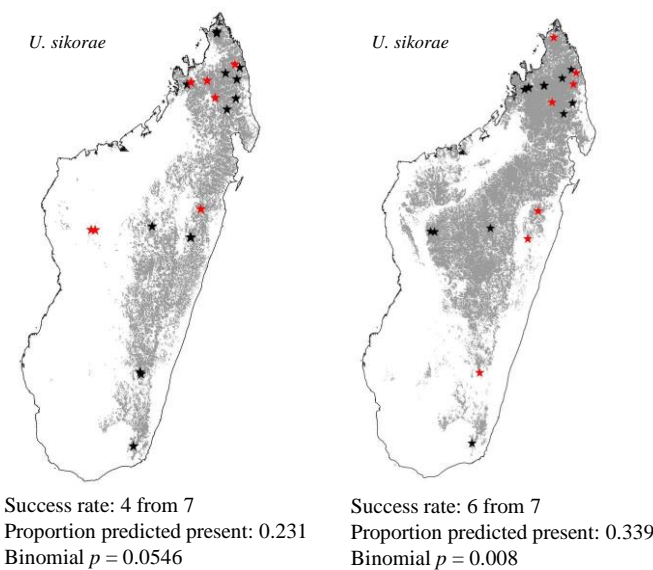 U. sikorae
U. sikorae
Success rate: 4 from 7
Proportion predicted present: 0.231
Binomial p = 0.0546
Success rate: 6 from 7
Proportion predicted present: 0.339
Binomial p = 0.008